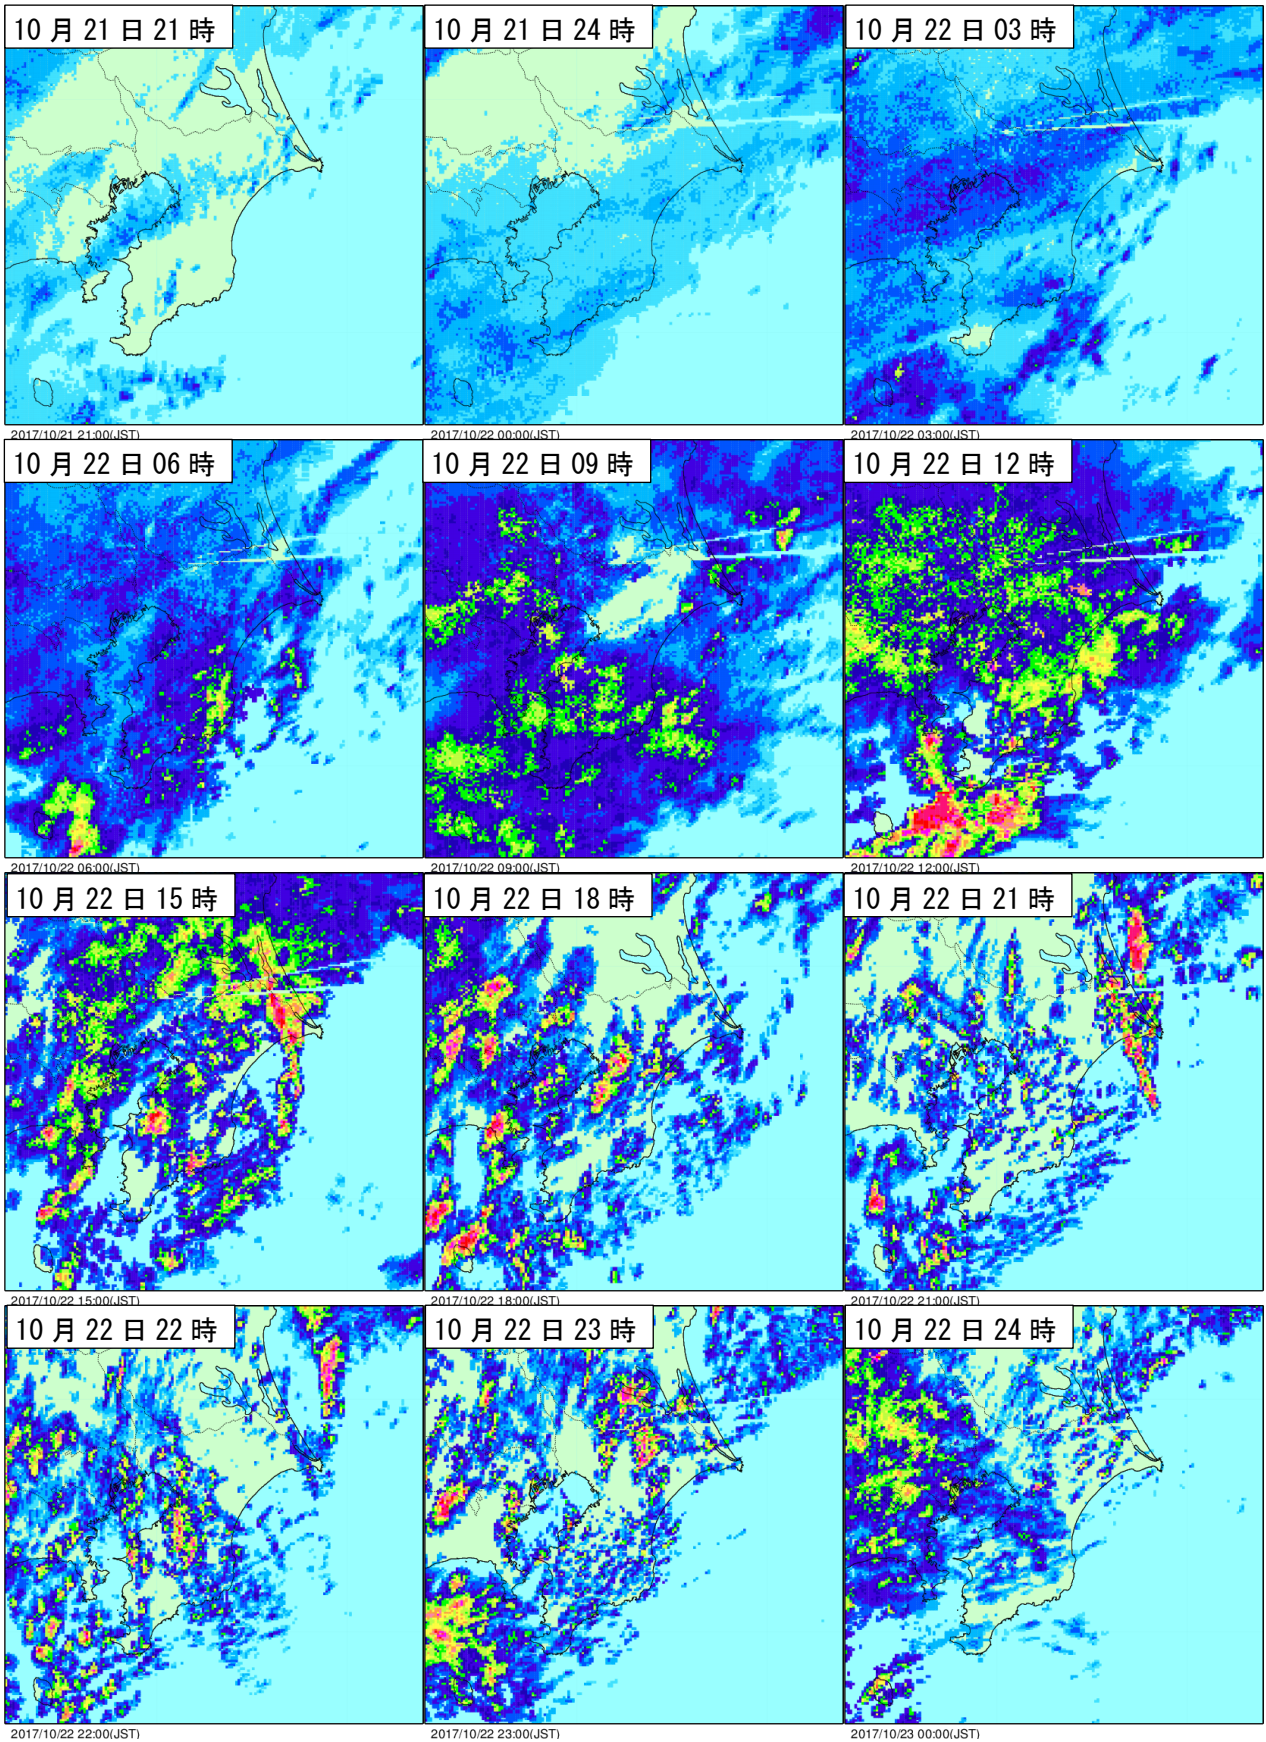 10 月 21 日 21 時
10 月 21 日 24 時
10 月 22 日 03 時
2017/10/21 21:00(JST)
2017/10/22 00:00(JST)
2017/10/22 03:00(JST)
10 月 22 日 06 時
10 月 22 日 09 時
10 月 22 日 12 時
2017/10/22 06:00(JST)
2017/10/22 09:00(JST)
2017/10/22 12:00(JST)
10 月 22 日 15 時
10 月 22 日 18 時
10 月 22 日 21 時
2017/10/22 15:00(JST)
2017/10/22 18:00(JST)
2017/10/22 21:00(JST)
10 月 22 日 22 時
10 月 22 日 23 時
10 月 22 日 24 時
2017/10/22 22:00(JST)
2017/10/22 23:00(JST)
2017/10/23 00:00(JST)